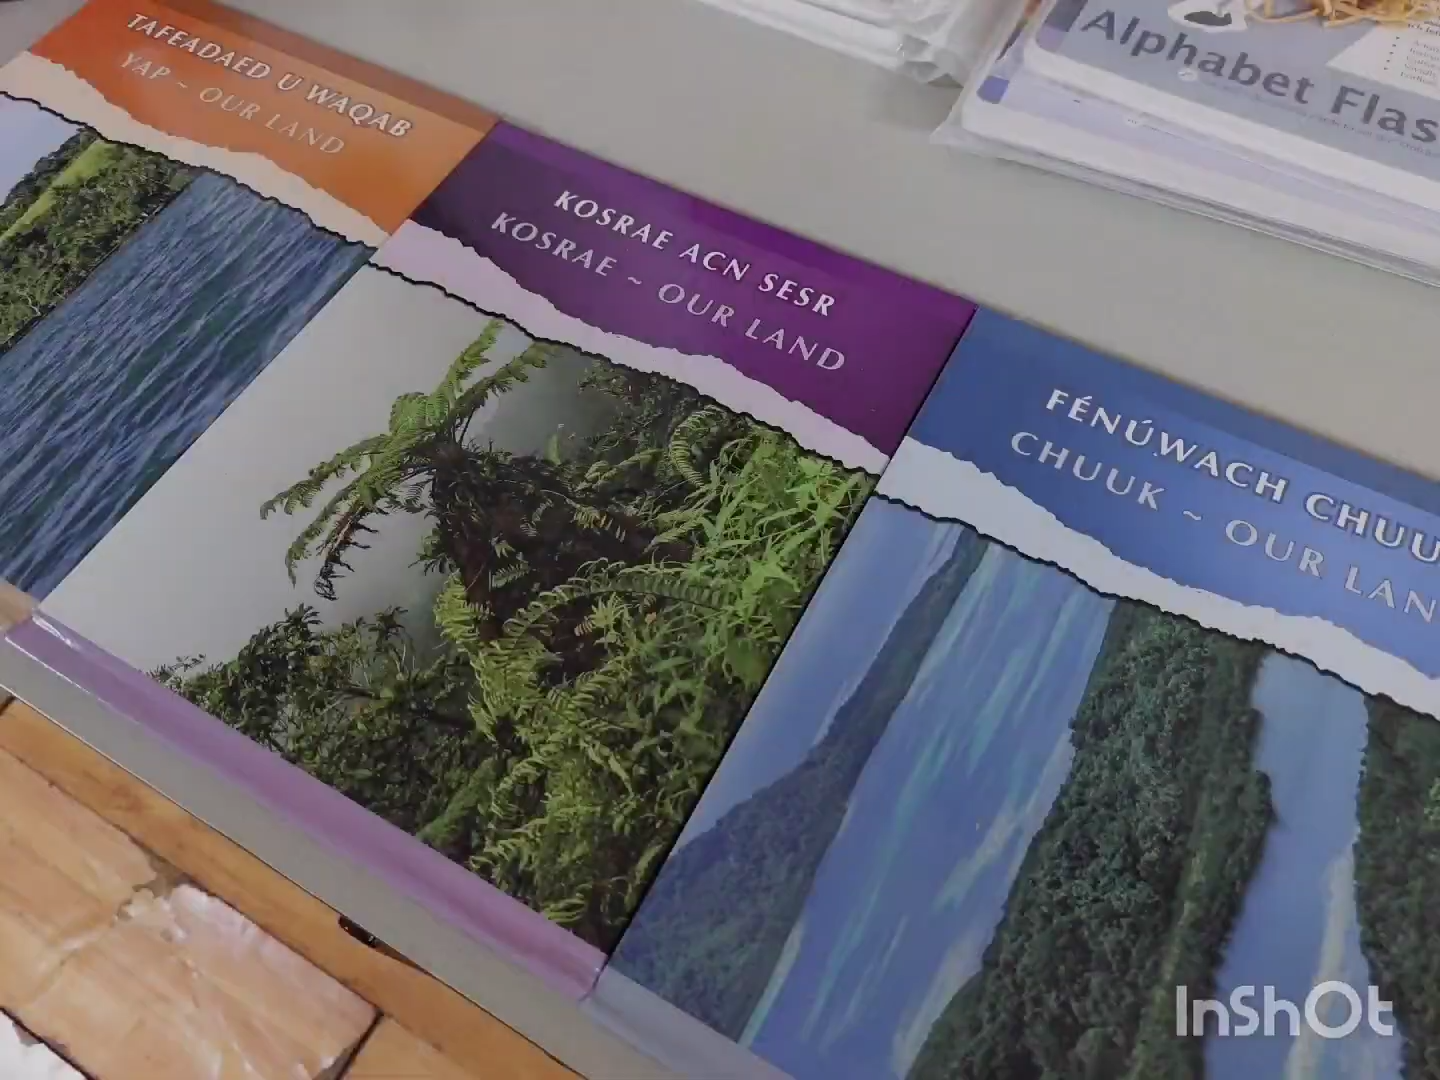 TAFEADAED U WAQAB
YAP ~ OUR LAND
KOSRAE ACN SESR
KOSRAE ~ OUR LAND
FÉNÚWACH CHUU
CHUUK ~ OUR LAN
Alphabet Flas
InShOt